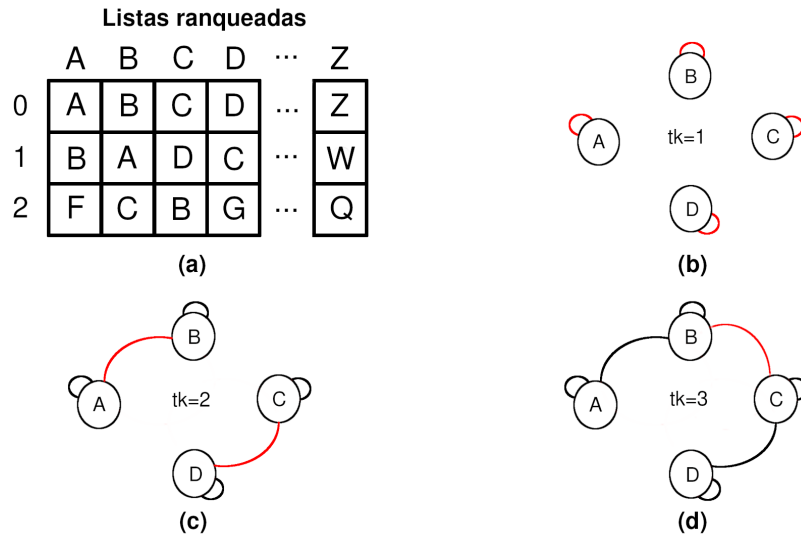 Listas ranqueadas
A B C D ... Z
0 A B C D ... Z
1 B A D C ... W
2 F C B G ... Q
(a)
B
A tk=1 C
D
(b)
B
A tk=2 C
D
(c)
B
A tk=3 C
D
(d)